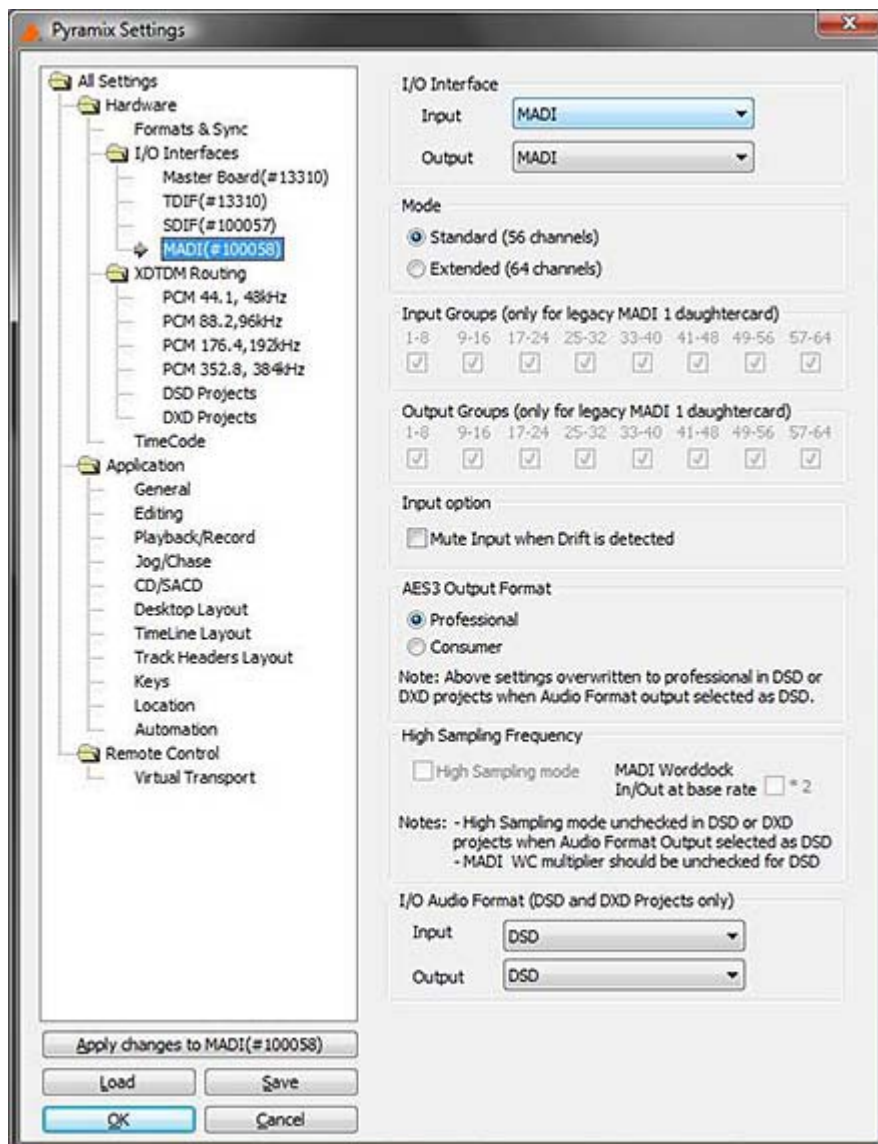 Pyramix Settings
All Settings
Hardware
Formats & Sync
I/O Interfaces
Master Board(#13310)
TDIF(#13310)
SDIF(#100057)
MADI(#100058)
XDTDM Routing
PCM 44.1, 48kHz
PCM 88.2,96kHz
PCM 176.4,192kHz
PCM 352.8, 384kHz
DSD Projects
DXD Projects
TimeCode
Application
General
Editing
Playback/Record
Jog/Chase
CD/SACD
Desktop Layout
TimeLine Layout
Track Headers Layout
Keys
Location
Automation
Remote Control
Virtual Transport
Apply changes to MADI(#100058)
Load Save
OK Cancel
I/O Interface
Input MADI
Output MADI
Mode
Standard (56 channels)
Extended (64 channels)
Input Groups (only for legacy MADI 1 daughtercard)
1-8 9-16 17-24 25-32 33-40 41-48 49-56 57-64
Output Groups (only for legacy MADI 1 daughtercard)
1-8 9-16 17-24 25-32 33-40 41-48 49-56 57-64
Input option
Mute Input when Drift is detected
AES3 Output Format
Professional
Consumer
Note: Above settings overwritten to professional in DSD or
DXD projects when Audio Format output selected as DSD.
High Sampling Frequency
High Sampling mode
MADI Wordclock
In/Out at base rate * 2
Notes: - High Sampling mode unchecked in DSD or DXD
projects when Audio Format Output selected as DSD
- MADI WC multiplier should be unchecked for DSD
I/O Audio Format (DSD and DXD Projects only)
Input DSD
Output DSD